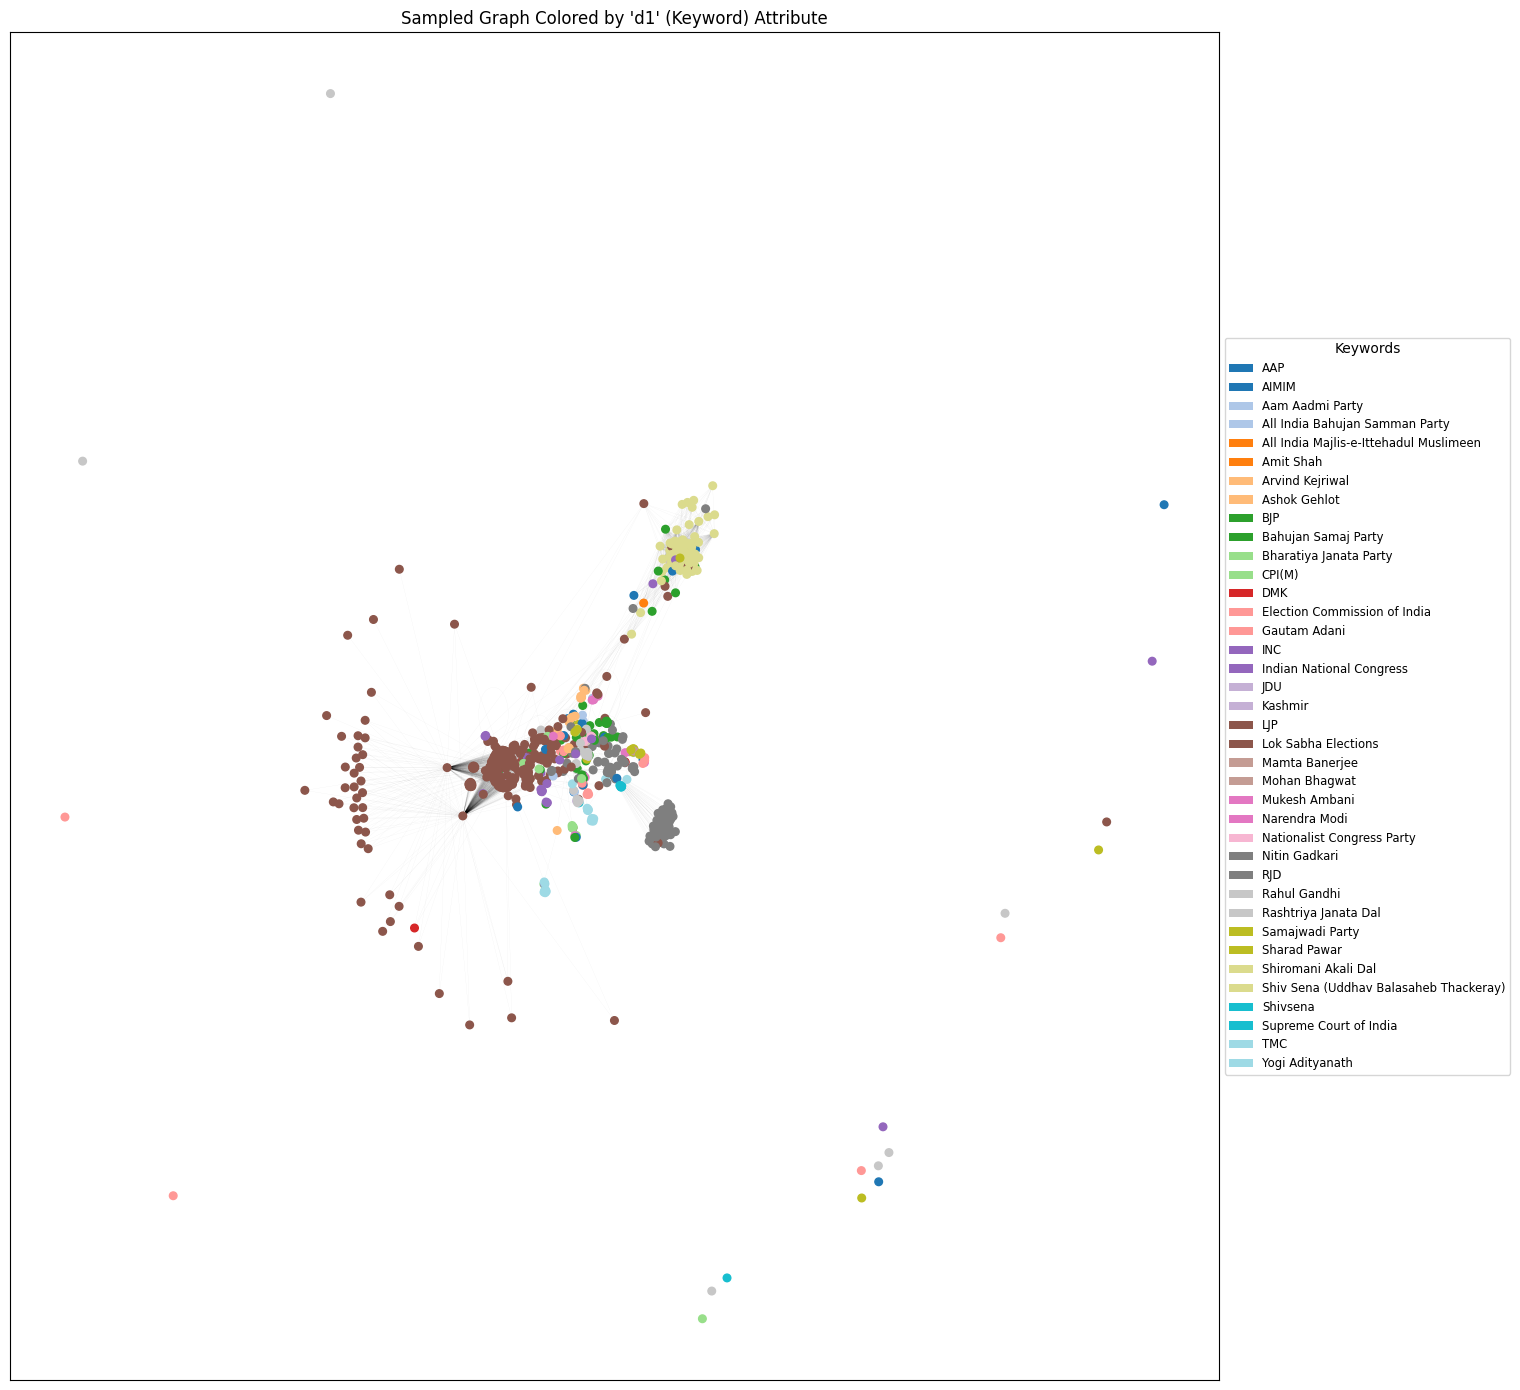 Sampled Graph Colored by 'd1' (Keyword) Attribute
Keywords
AAP
AIMIM
Aam Aadmi Party
All India Bahujan Samman Party
All India Majlis-e-Ittehadul Muslimeen
Amit Shah
Arvind Kejriwal
Ashok Gehlot
BJP
Bahujan Samaj Party
Bharatiya Janata Party
CPI(M)
DMK
Election Commission of India
Gautam Adani
INC
Indian National Congress
JDU
Kashmir
LJP
Lok Sabha Elections
Mamta Banerjee
Mohan Bhagwat
Mukesh Ambani
Narendra Modi
Nationalist Congress Party
Nitin Gadkari
RJD
Rahul Gandhi
Rashtriya Janata Dal
Samajwadi Party
Sharad Pawar
Shiromani Akali Dal
Shiv Sena (Uddhav Balasaheb Thackeray)
Shivsena
Supreme Court of India
TMC
Yogi Adityanath